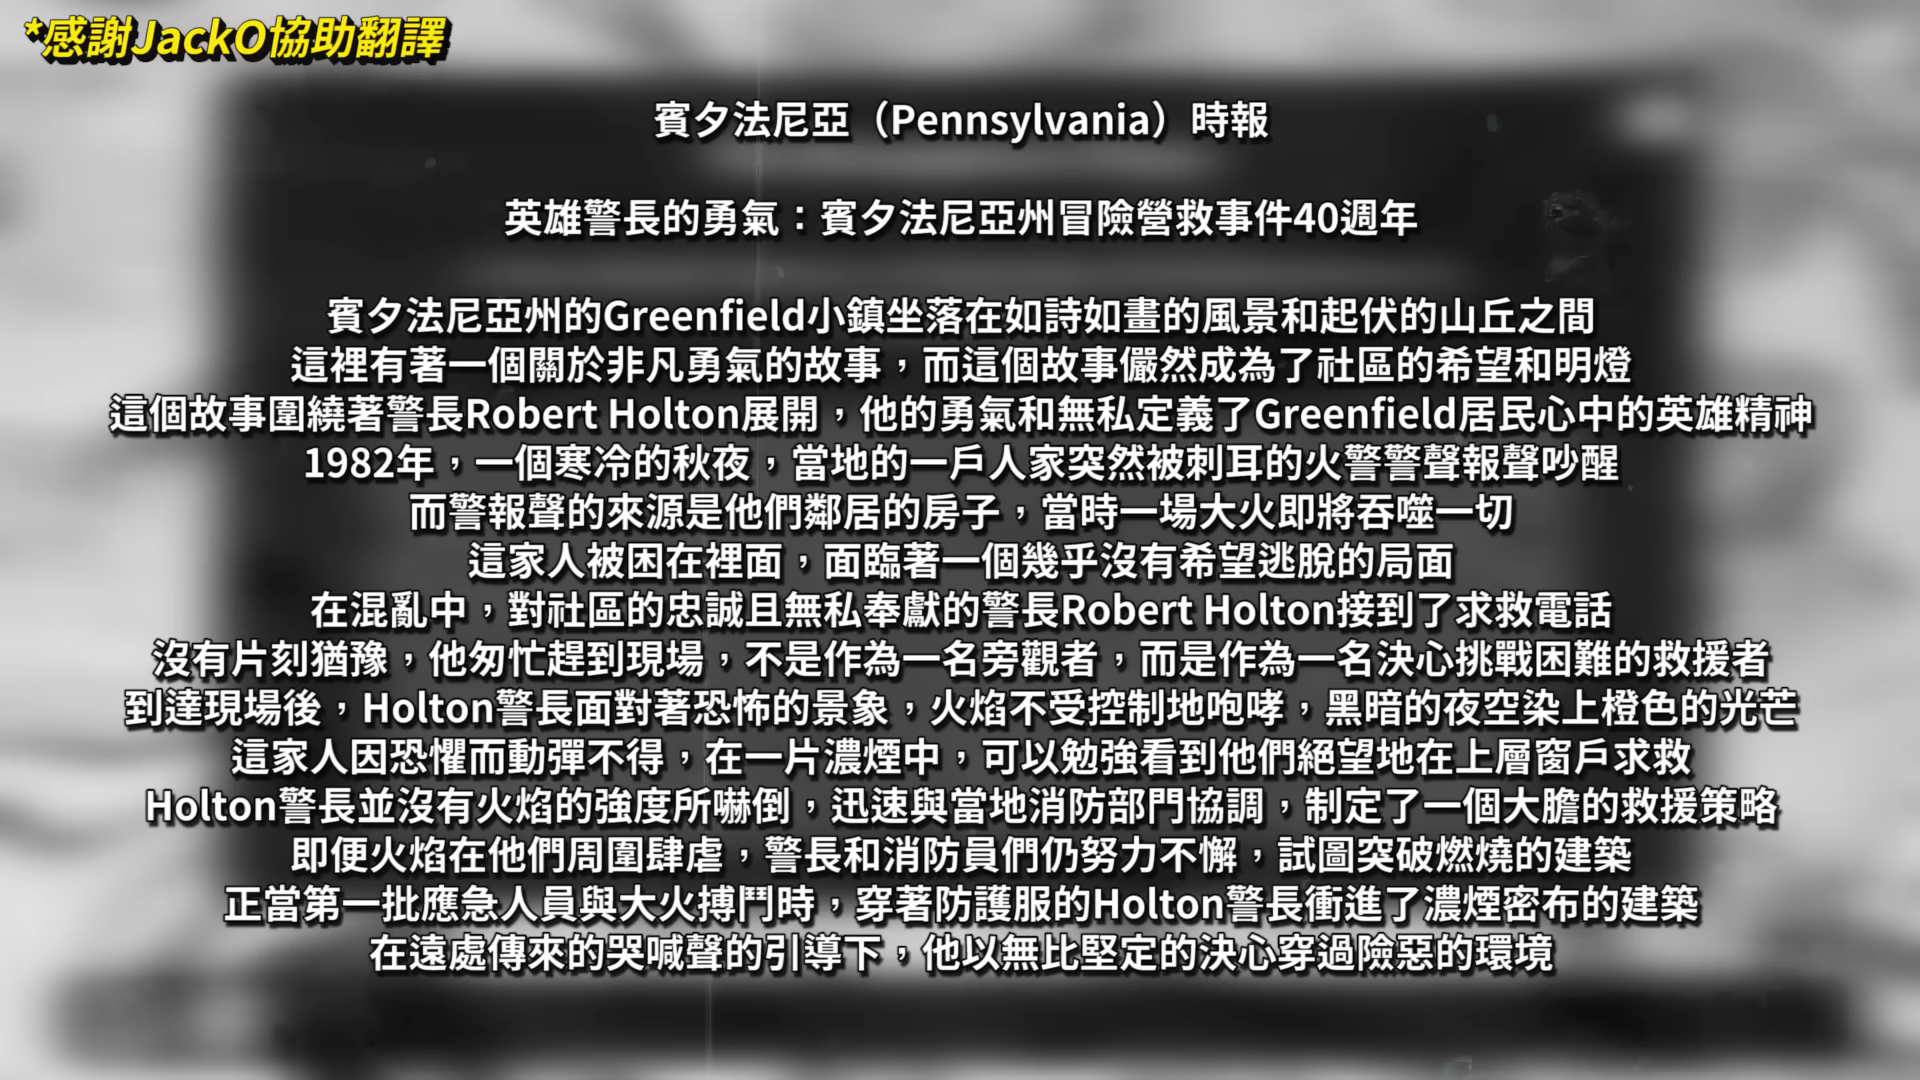 *感謝JackO協助翻譯
賓夕法尼亞（Pennsylvania）時報
英雄警長的勇氣：賓夕法尼亞州冒險營救事件40週年
賓夕法尼亞州的Greenfield小鎮坐落在如詩如畫的風景和起伏的山丘之間
這裡有著一個關於非凡勇氣的故事，而這個故事儼然成為了社區的希望和明燈
這個故事圍繞著警長Robert Holton展開，他的勇氣和無私定義了Greenfield居民心中的英雄精神
1982年，一個寒冷的秋夜，當地的一戶人家突然被刺耳的火警警聲報聲吵醒
而警報聲的來源是他們鄰居的房子，當時一場大火即將吞噬一切
這家人被困在裡面，面臨著一個幾乎沒有希望逃脫的局面
在混亂中，對社區的忠誠且無私奉獻的警長Robert Holton接到了求救電話
沒有片刻猶豫，他匆忙趕到現場，不是作為一名旁觀者，而是作為一名決心挑戰困難的救援者
到達現場後，Holton警長面對著恐怖的景象，火焰不受控制地咆哮，黑暗的夜空染上橙色的光芒
這家人因恐懼而動彈不得，在一片濃煙中，可以勉強看到他們絕望地在上層窗戶求救
Holton警長並沒有火焰的強度所嚇倒，迅速與當地消防部門協調，制定了一個大膽的救援策略
即便火焰在他們周圍肆虐，警長和消防員們仍努力不懈，試圖突破燃燒的建築
正當第一批應急人員與大火搏鬥時，穿著防護服的Holton警長衝進了濃煙密布的建築
在遠處傳來的哭喊聲的引導下，他以無比堅定的決心穿過險惡的環境